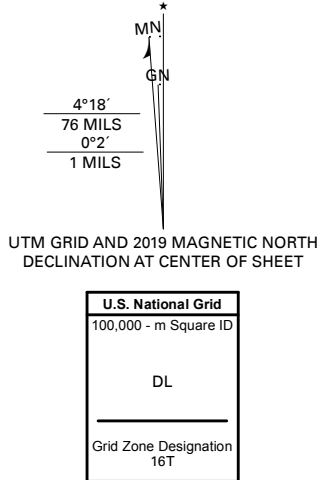 MN
GN
4°18´
76 MILS
0°2´
1 MILS
UTM GRID AND 2019 MAGNETIC NORTH
DECLINATION AT CENTER OF SHEET
U.S. National Grid
100,000 - m Square ID
DL
Grid Zone Designation
16T